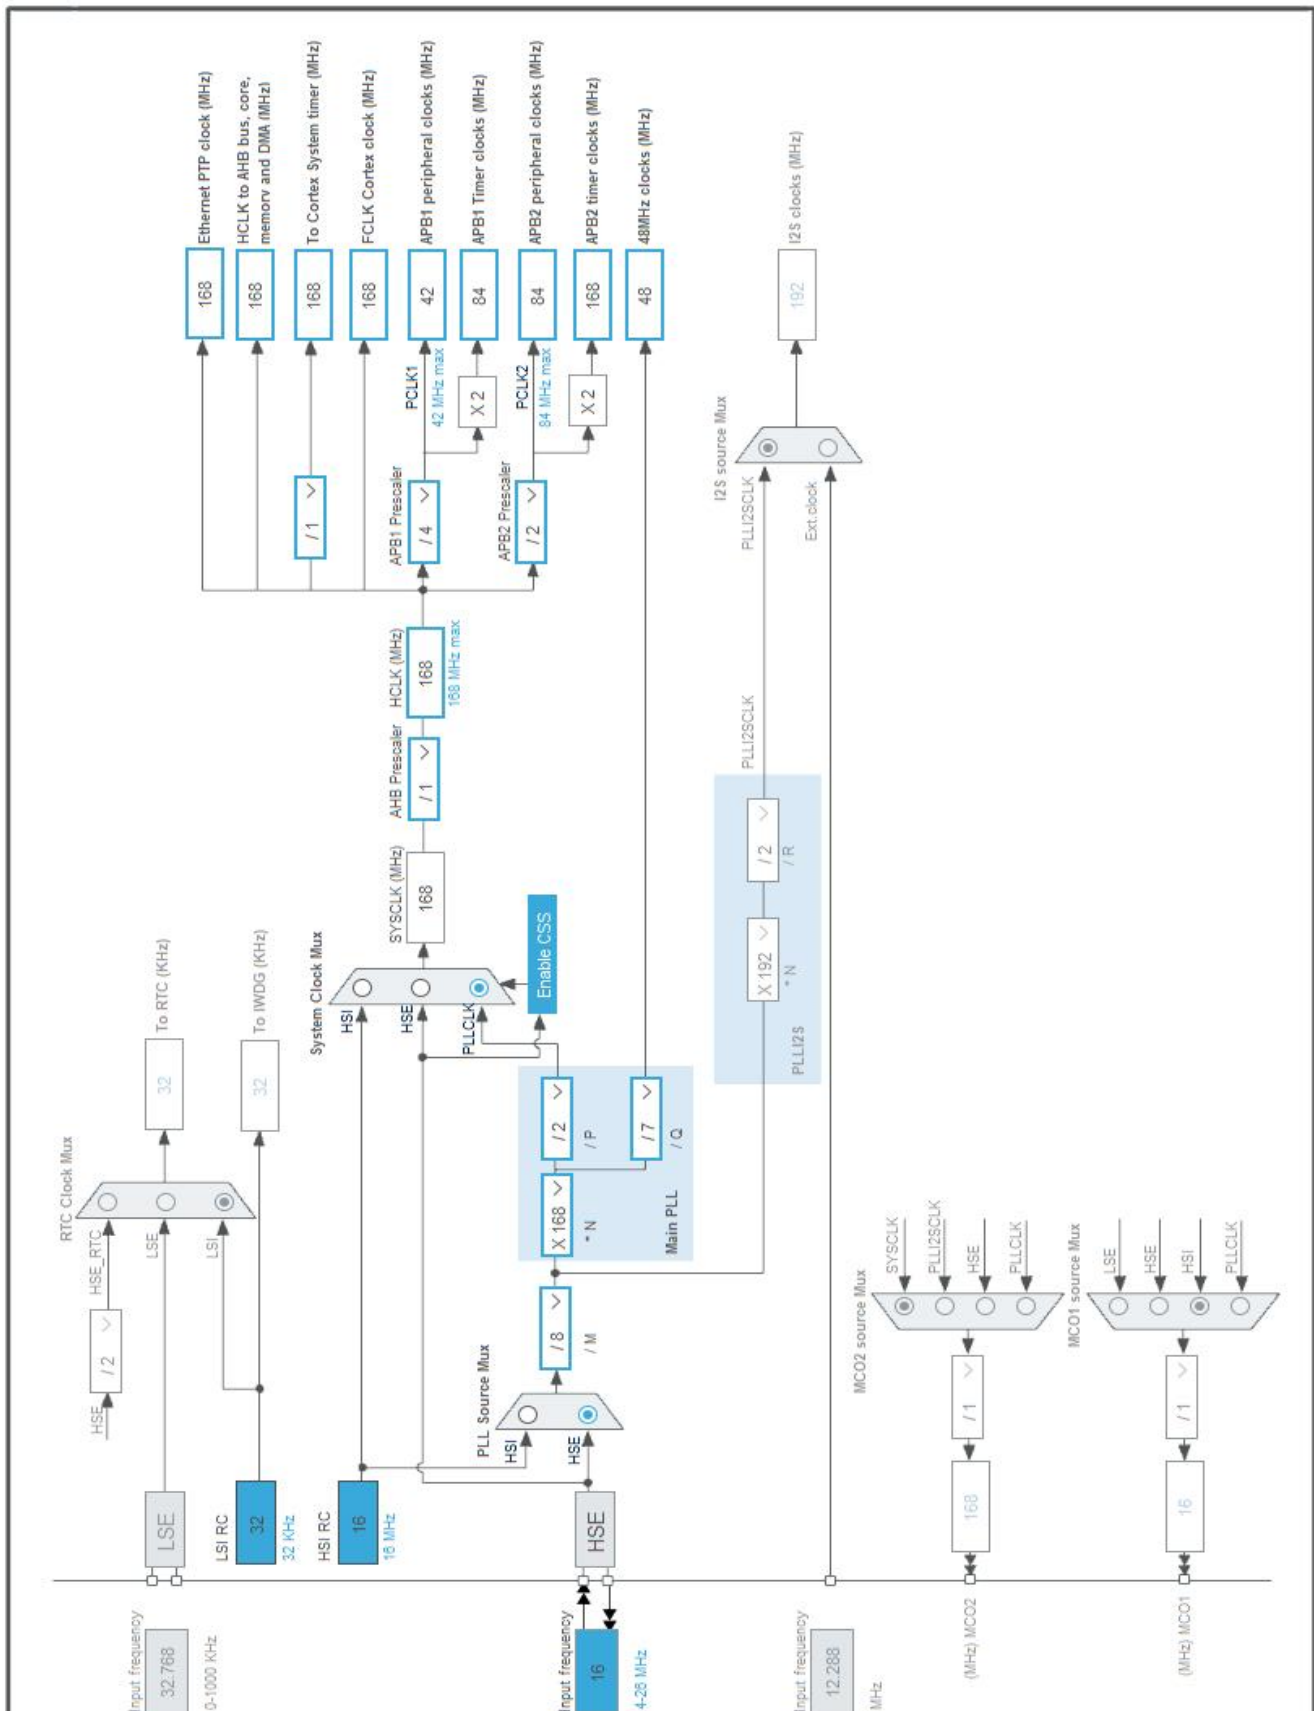 Input frequency
32.768
0-1000 KHz
LSE
HSE
/ 2
HSE_RTC
LSE
LSI
RTC Clock Mux
32
To RTC (KHz)
LSI RC
32
32 KHz
32
To IWDG (KHz)
HSI RC
16
16 MHz
Input frequency
16
4-26 MHz
HSE
PLL Source Mux
HSI
HSE
/ 8
/ M
X 168
* N
/ 2
/ P
/ 7
/ Q
Main PLL
System Clock Mux
HSI
HSE
PLLCLK
Enable CSS
SYSCLK (MHz)
168
AHB Prescaler
/ 1
HCLK (MHz)
168
168 MHz max
/ 1
APB1 Prescaler
/ 4
PCLK1
42 MHz max
X 2
APB2 Prescaler
/ 2
PCLK2
84 MHz max
X 2
168
Ethernet PTP clock (MHz)
168
HCLK to AHB bus, core,
memory and DMA (MHz)
168
To Cortex System timer (MHz)
168
FCLK Cortex clock (MHz)
42
APB1 peripheral clocks (MHz)
84
APB1 Timer clocks (MHz)
84
APB2 peripheral clocks (MHz)
168
APB2 timer clocks (MHz)
48
48MHz clocks (MHz)
X 192
* N
/ 2
/ R
PLLI2S
PLLI2SCLK
PLLI2SCLK
I2S source Mux
Ext.clock
192
I2S clocks (MHz)
Input frequency
12.288
MHz
(MHz) MCO2
168
/ 1
MCO2 source Mux
SYSCLK
PLLI2SCLK
HSE
PLLCLK
(MHz) MCO1
16
/ 1
MCO1 source Mux
LSE
HSE
HSI
PLLCLK